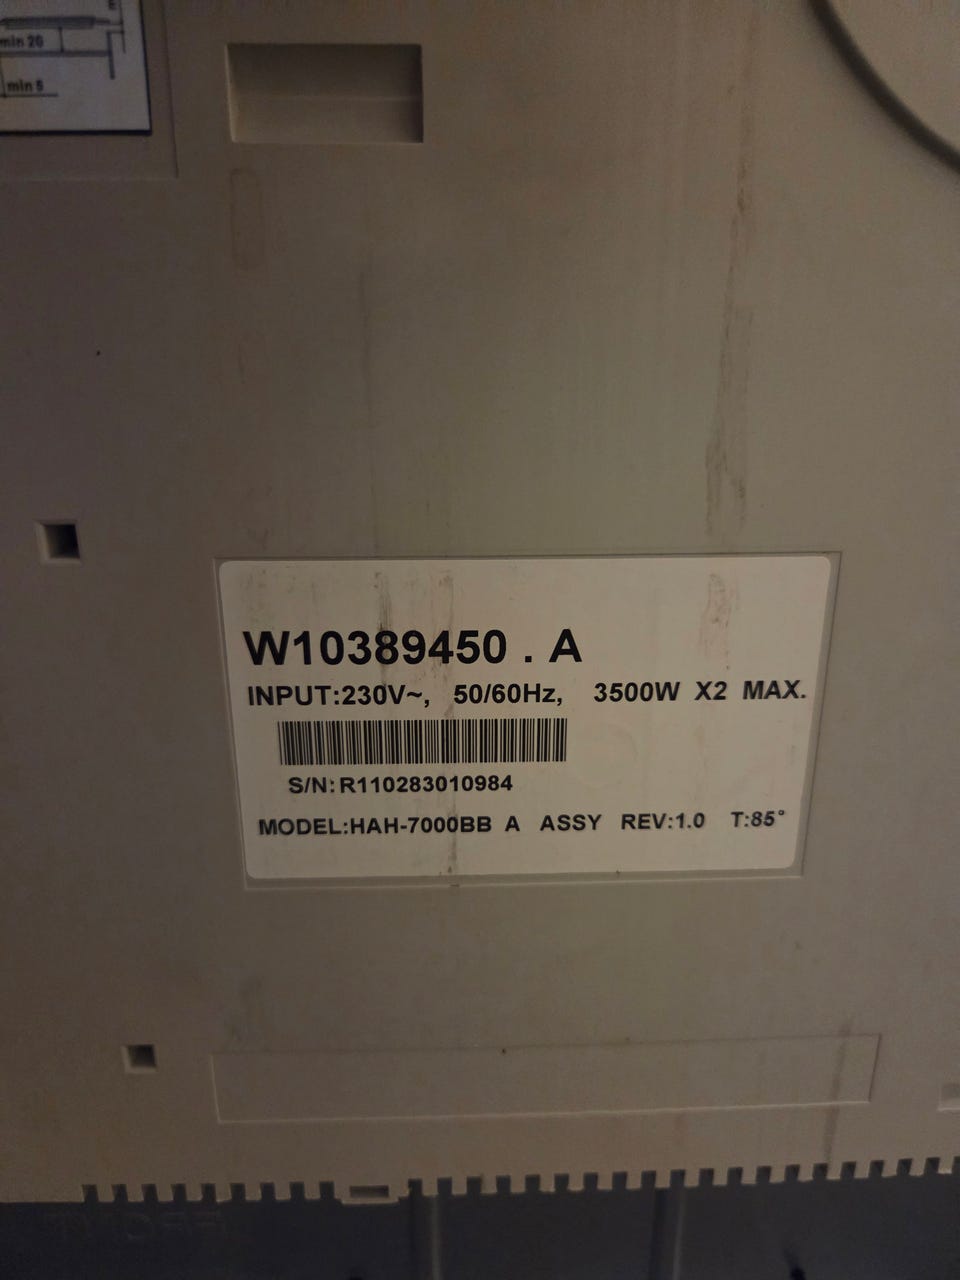 E
min 20
min 5
W10389450 . A
INPUT:230V~, 50/60Hz, 3500W X2 MAX.
S/N:R110283010984
MODEL:HAH-7000BB A ASSY REV:1.0 T:85°